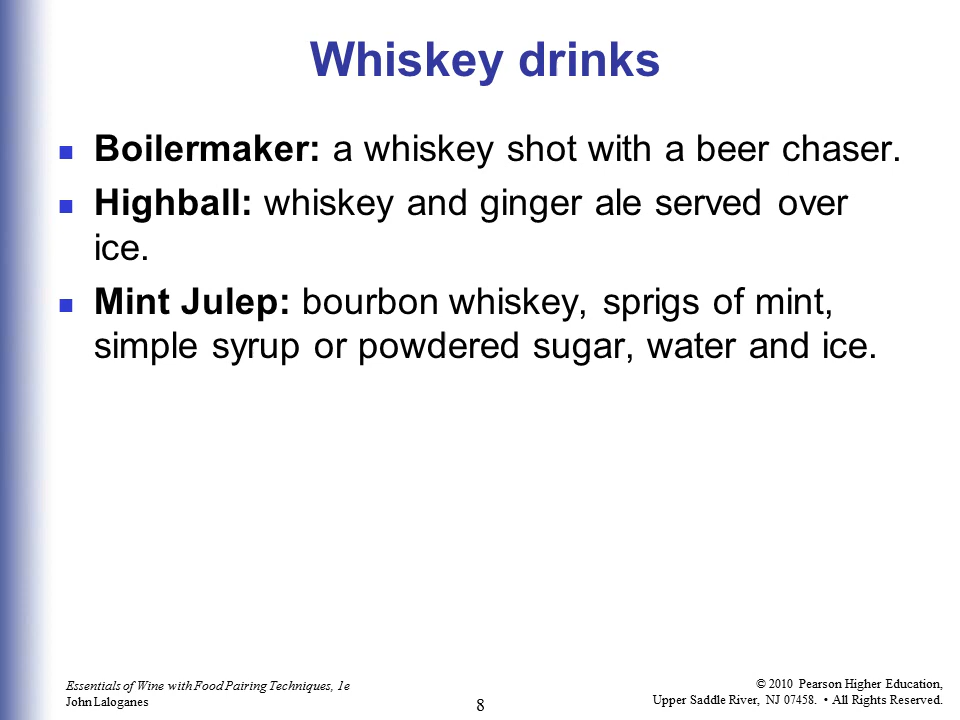 Whiskey drinks
Boilermaker: a whiskey shot with a beer chaser.
Highball: whiskey and ginger ale served over
ice.
Mint Julep: bourbon whiskey, sprigs of mint,
simple syrup or powdered sugar, water and ice.
Essentials of Wine with Food Pairing Techniques, 1e
John Laloganes
8
© 2010 Pearson Higher Education,
Upper Saddle River, NJ 07458. • All Rights Reserved.